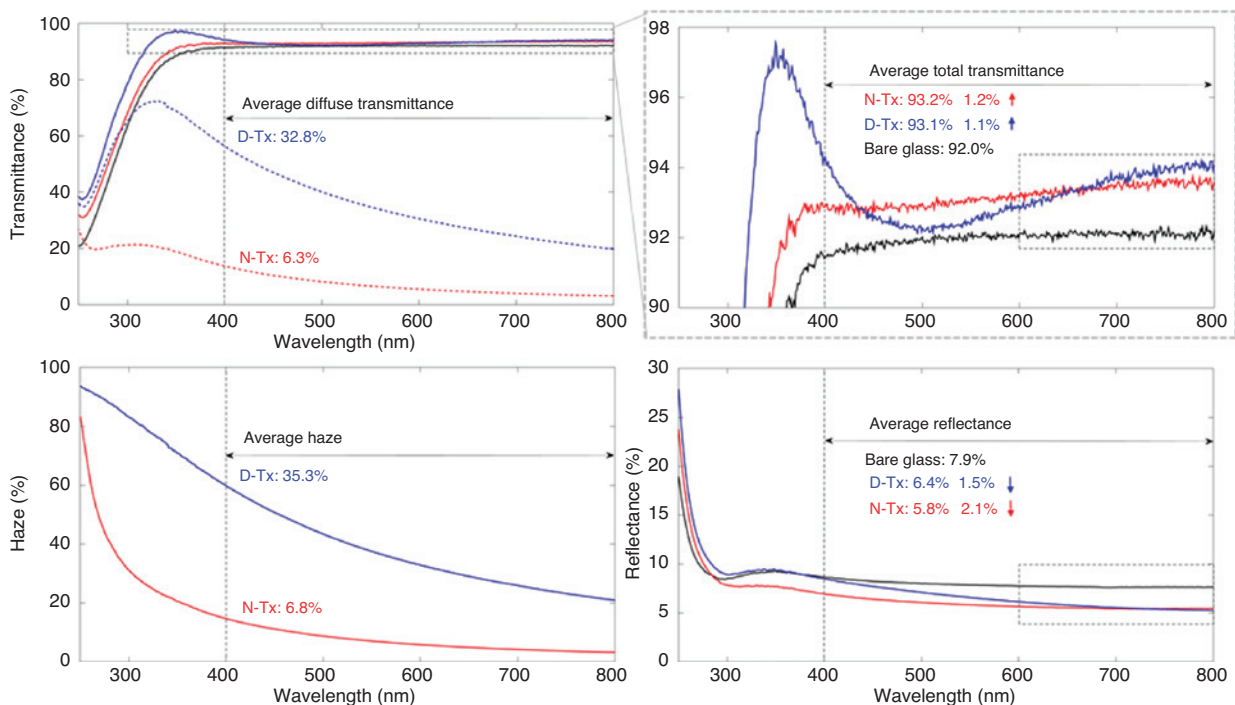 100
80
60
40
20
0
Transmittance (%)
300 400 500 600 700 800
Wavelength (nm)
Average diffuse transmittance
D-Tx: 32.8%
N-Tx: 6.3%
98
96
94
92
90
300 400 500 600 700 800
Wavelength (nm)
Average total transmittance
N-Tx: 93.2% 1.2%
D-Tx: 93.1% 1.1%
Bare glass: 92.0%
100
80
60
40
20
0
Haze (%)
300 400 500 600 700 800
Wavelength (nm)
Average haze
D-Tx: 35.3%
N-Tx: 6.8%
30
25
20
15
10
5
0
Reflectance (%)
300 400 500 600 700 800
Wavelength (nm)
Average reflectance
Bare glass: 7.9%
D-Tx: 6.4% 1.5%
N-Tx: 5.8% 2.1%